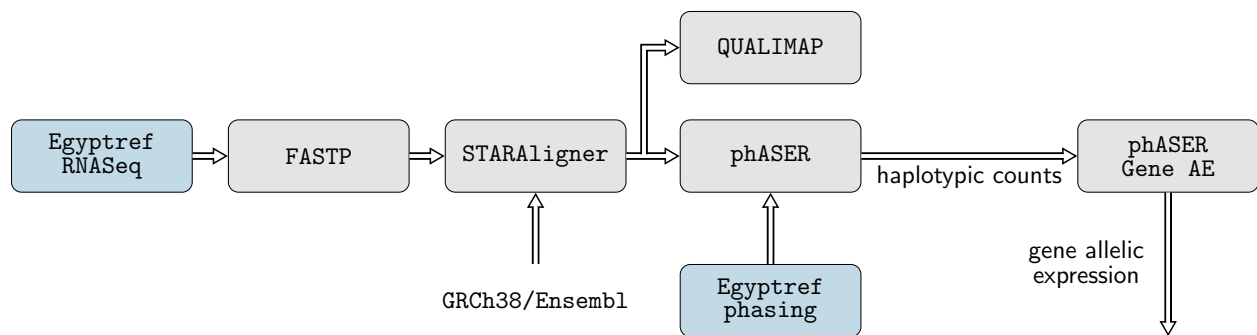 QUALIMAP
Egyptref
RNASeq
FASTP
STARAligner
phASER
haplotypic counts
phASER
Gene AE
GRCh38/Ensembl
Egyptref
phasing
gene allelic
expression